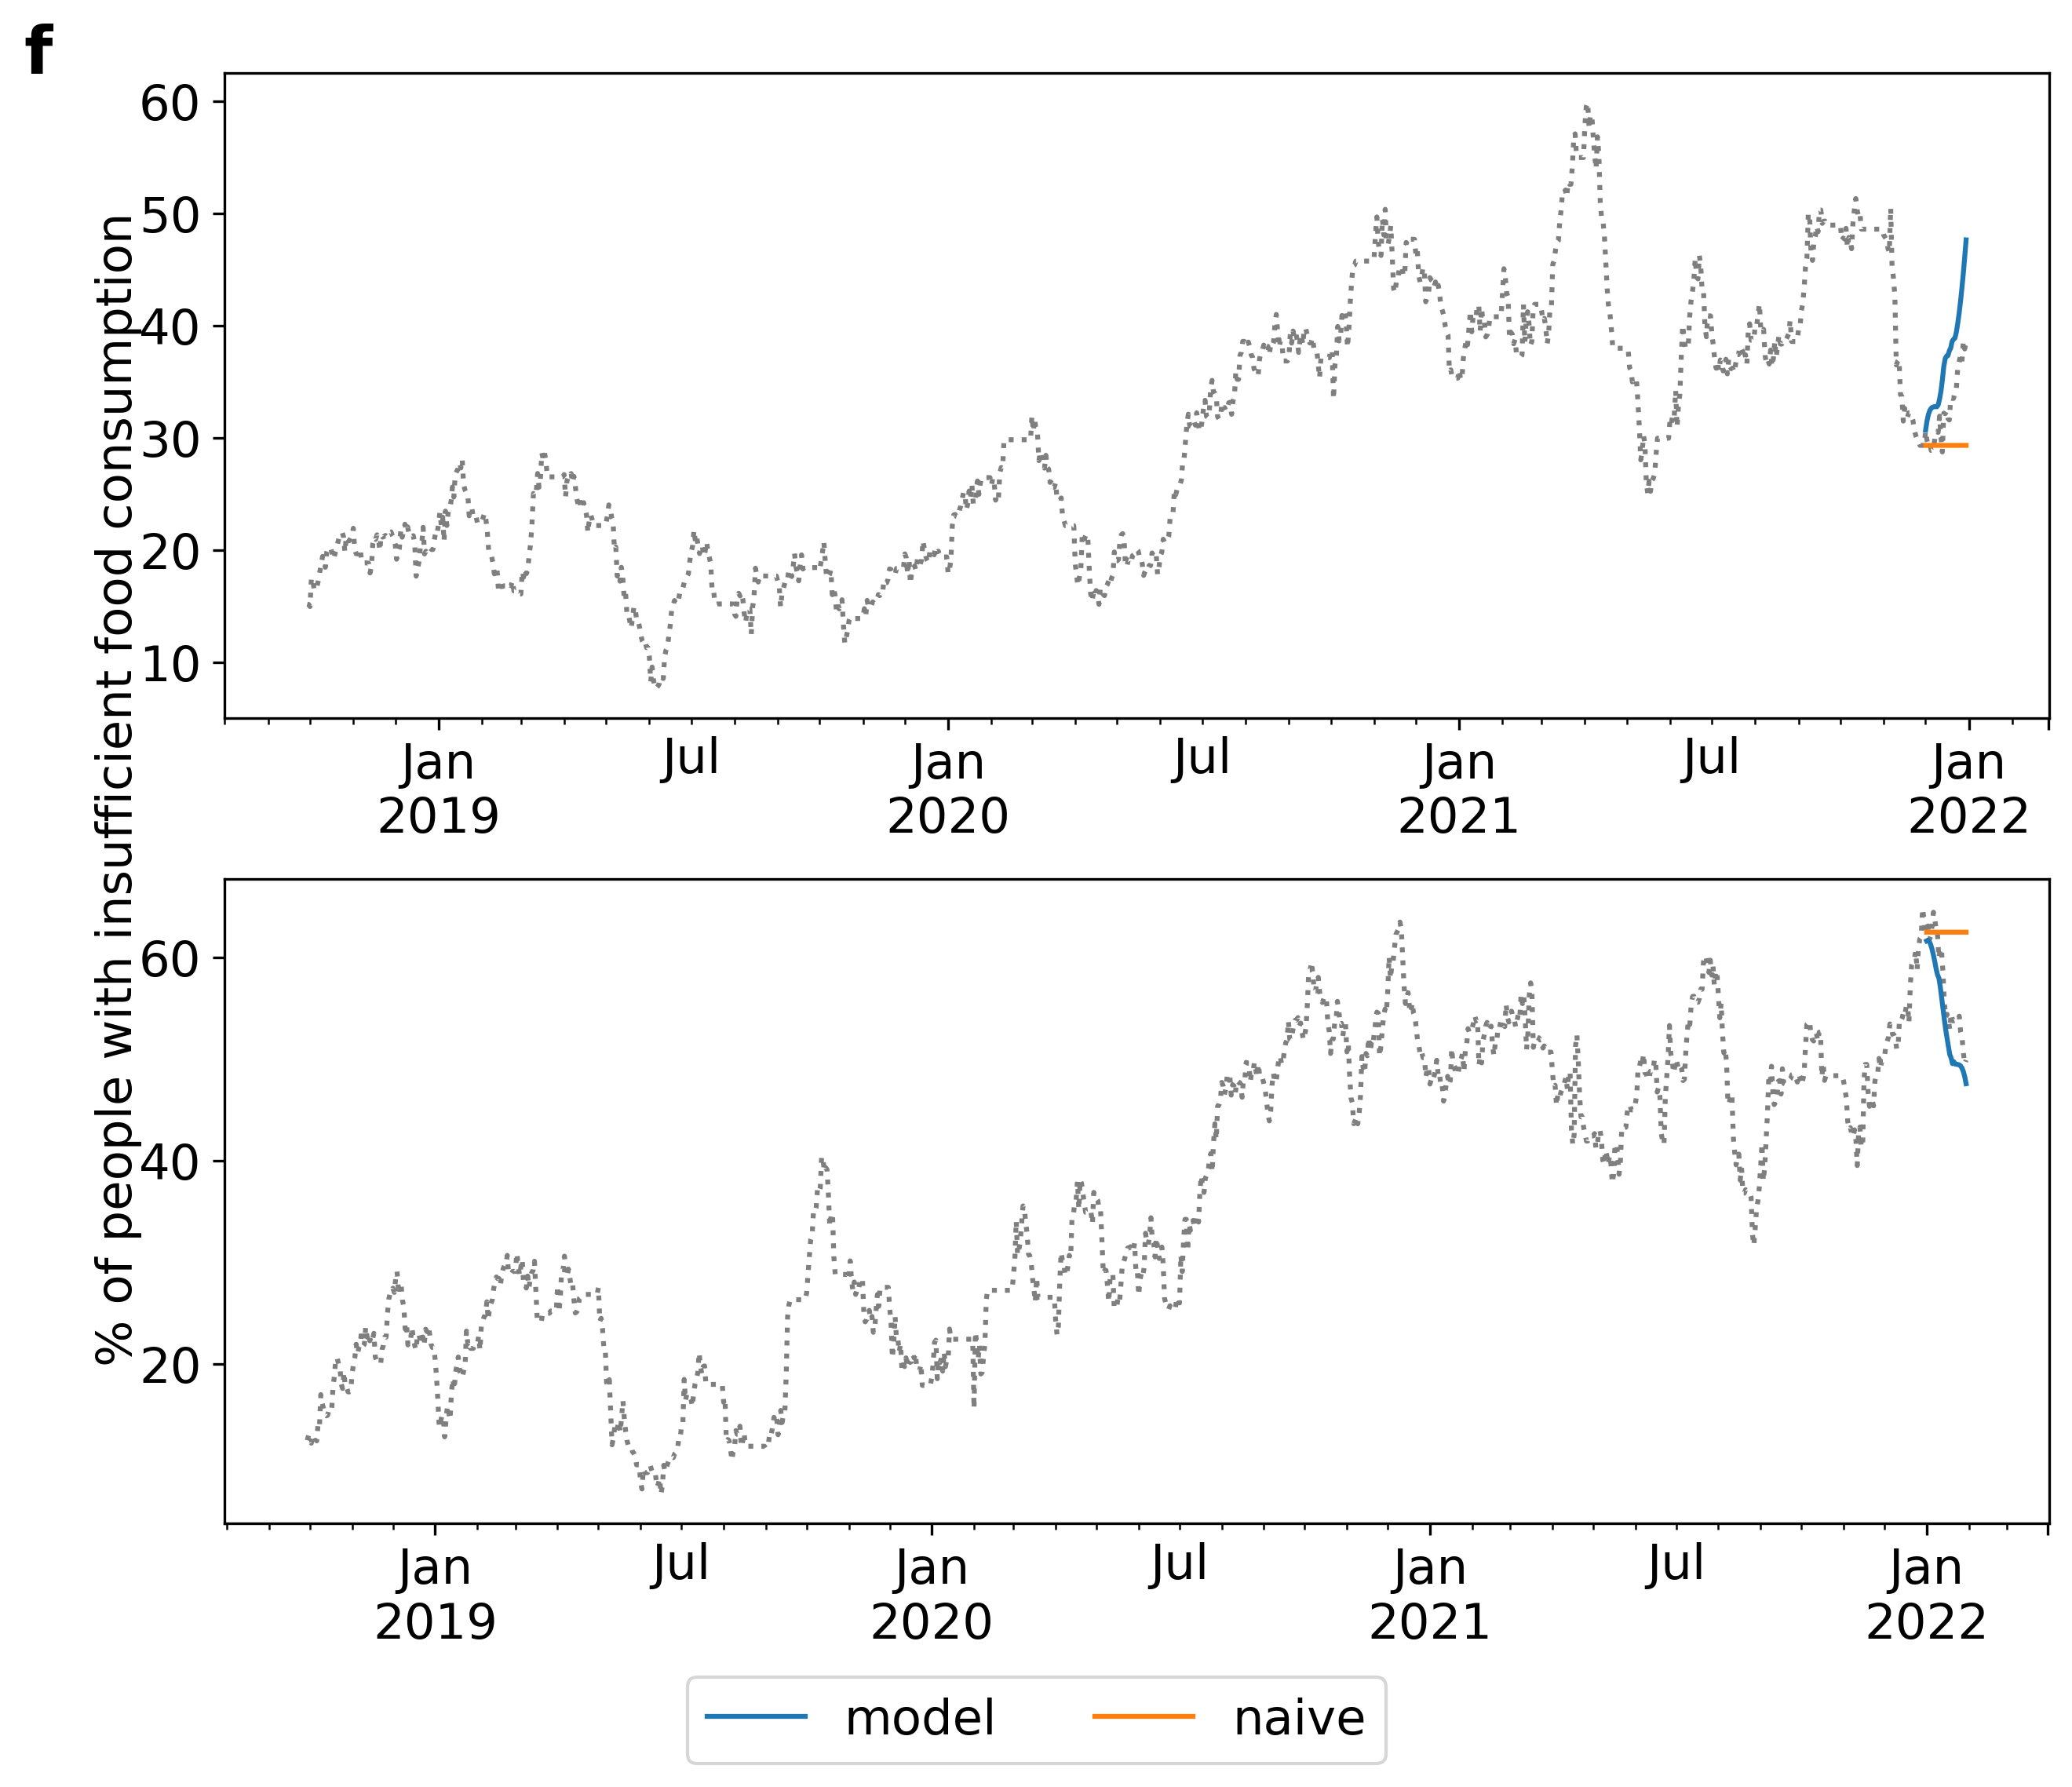 f
% of people with insufficient food consumption
60
50
40
30
20
10
Jan Jul Jan Jul Jan Jul Jan
2019 2020 2021 2022
60
40
20
Jan Jul Jan Jul Jan Jul Jan
2019 2020 2021 2022
model naive